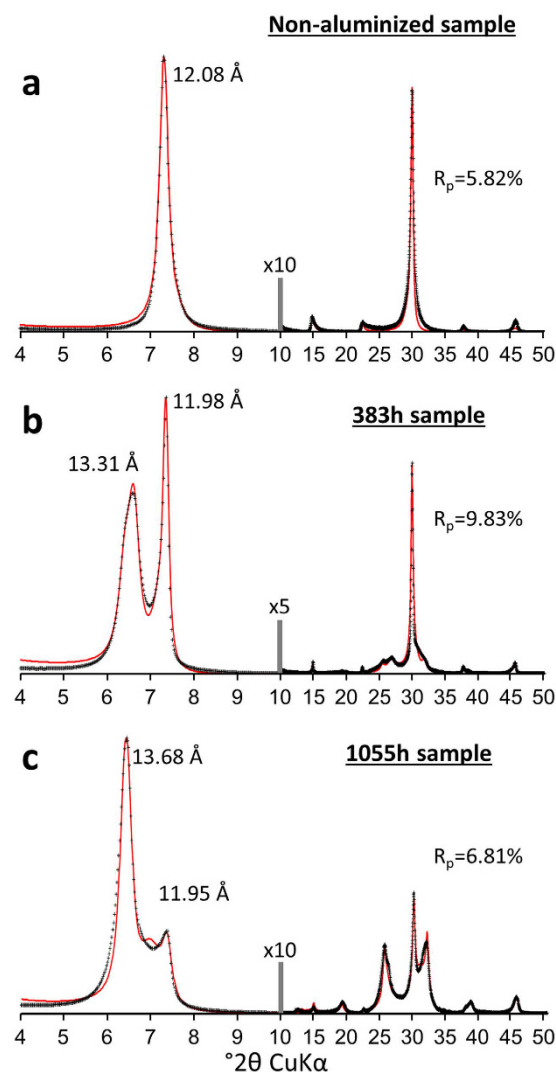 Non-aluminized sample
a
12.08 Å
R_p=5.82%
x10
4 5 6 7 8 9 10 15 20 25 30 35 40 45 50
b
11.98 Å
383h sample
13.31 Å
R_p=9.83%
x5
4 5 6 7 8 9 10 15 20 25 30 35 40 45 50
c
13.68 Å
1055h sample
11.95 Å
R_p=6.81%
x10
4 5 6 7 8 9 10 15 20 25 30 35 40 45 50
°2θ CuKα